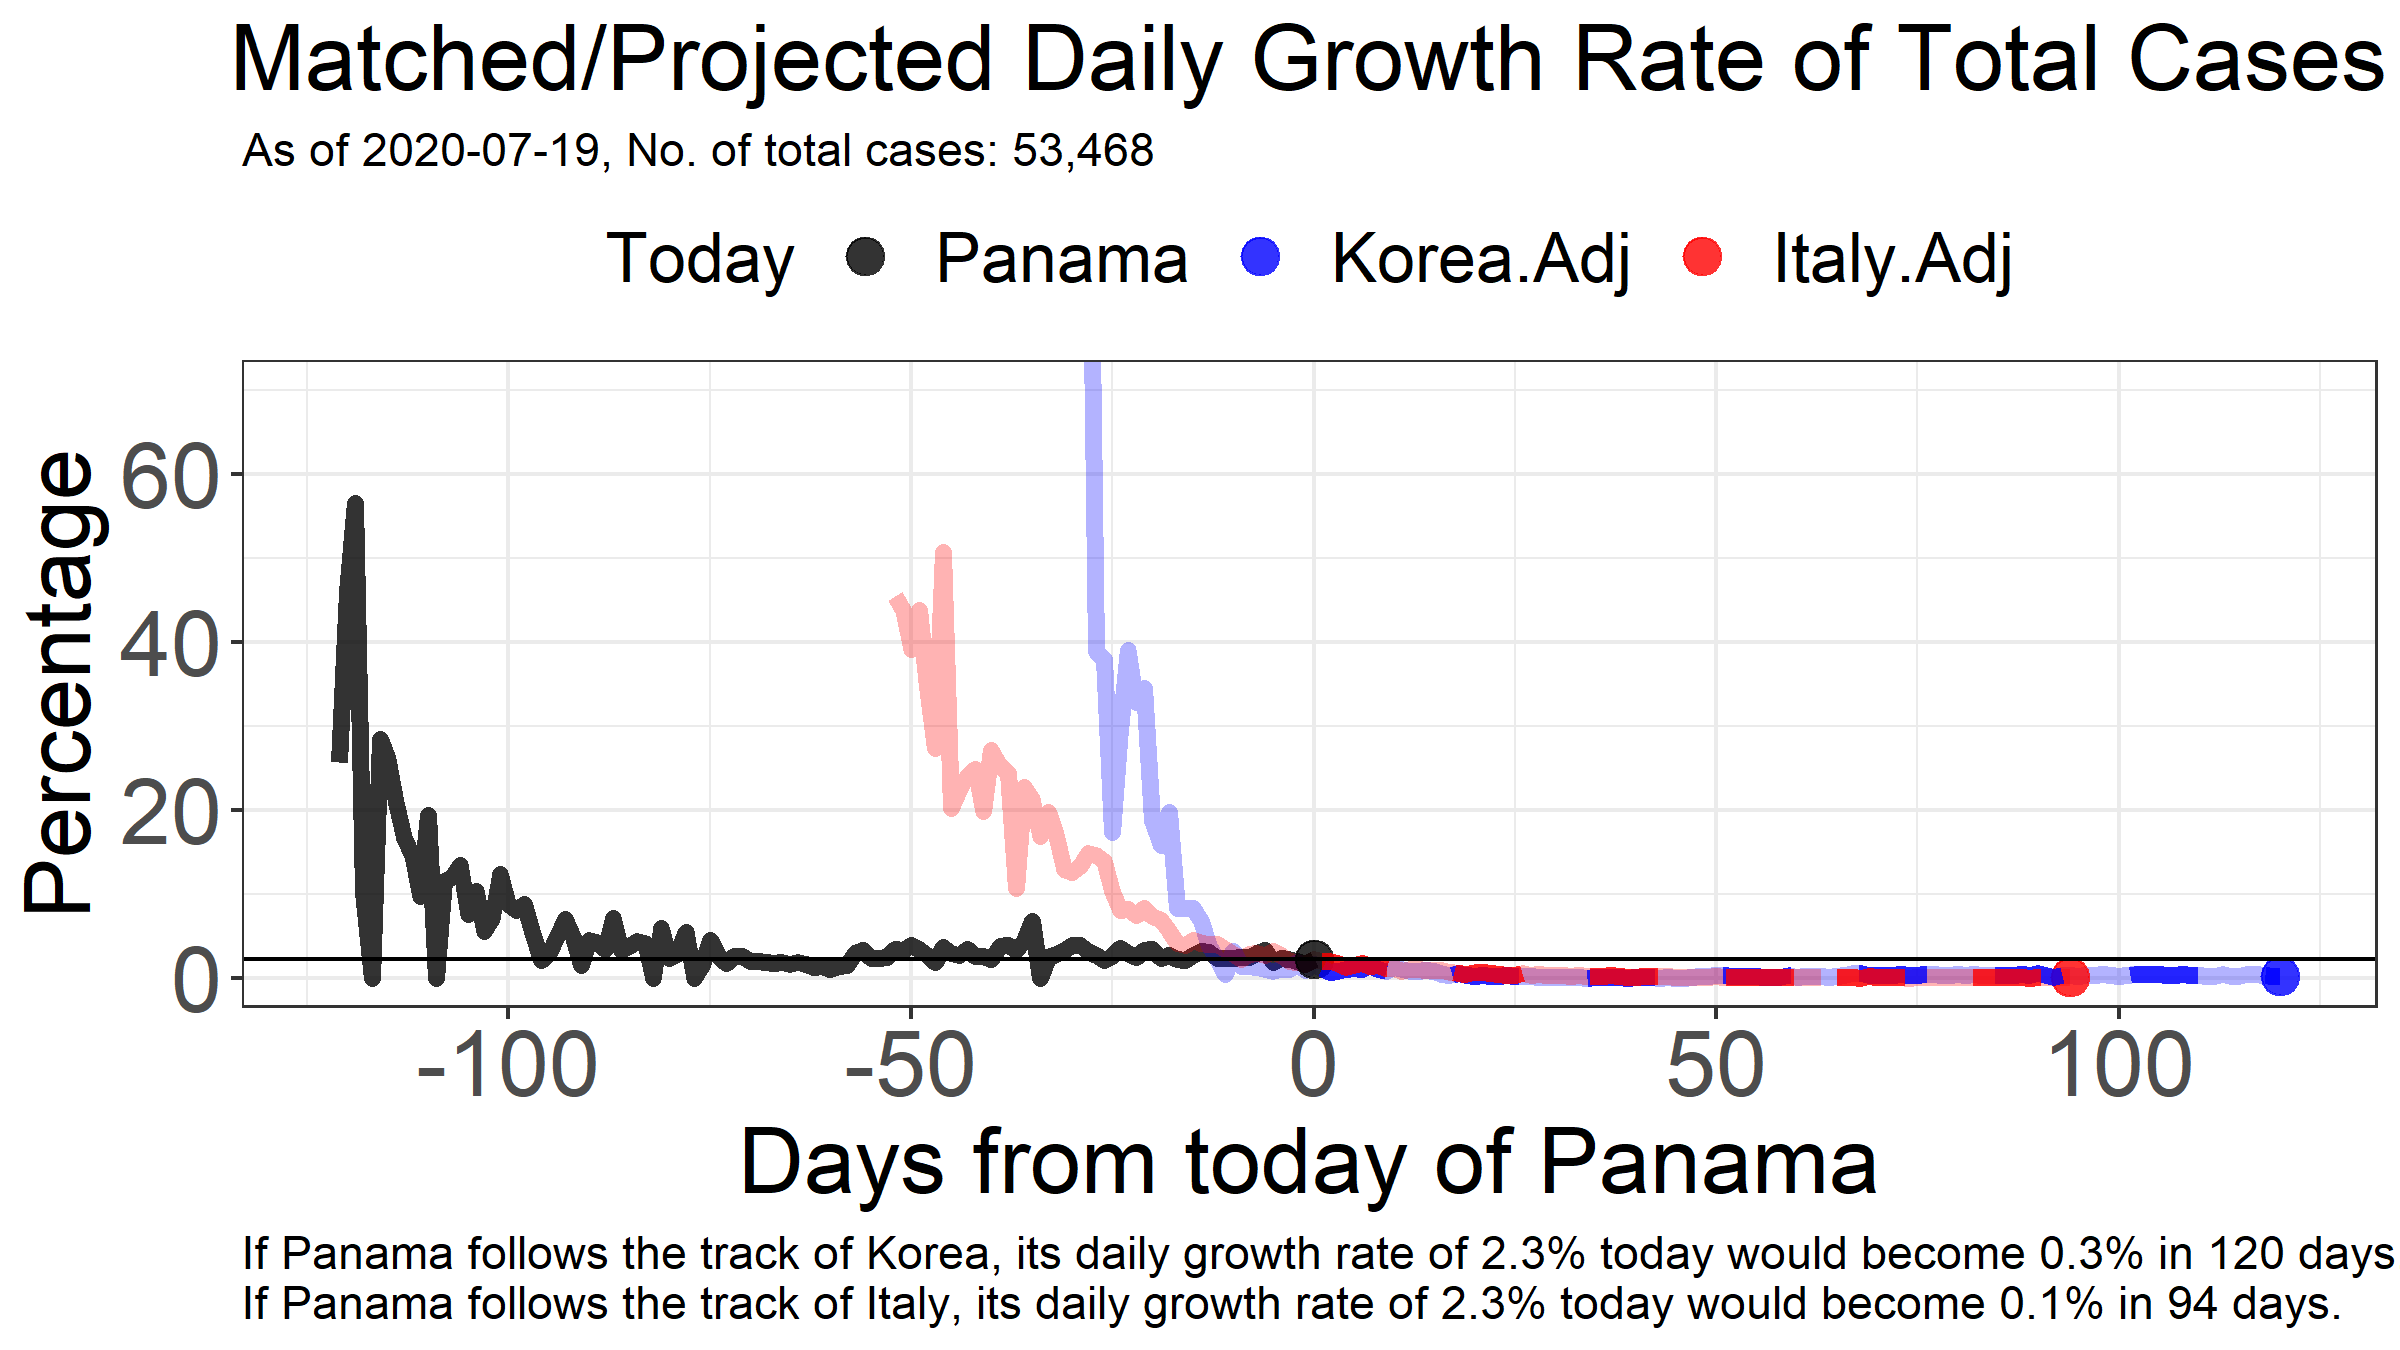 Matched/Projected Daily Growth Rate of Total Cases
As of 2020-07-19, No. of total cases: 53,468
Today Panama Korea.Adj Italy.Adj
Percentage
60
40
20
0
-100 -50 0 50 100
Days from today of Panama
If Panama follows the track of Korea, its daily growth rate of 2.3% today would become 0.3% in 120 days
If Panama follows the track of Italy, its daily growth rate of 2.3% today would become 0.1% in 94 days.